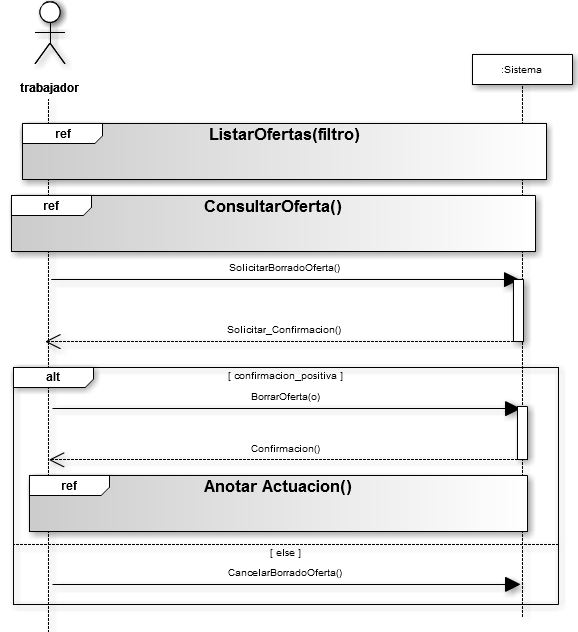 trabajador
:Sistema
ref
ListarOfertas(filtro)
ref
ConsultarOferta()
SolicitarBorradoOferta()
Solicitar_Confirmacion()
alt
[ confirmacion_positiva ]
BorrarOferta(o)
Confirmacion()
ref
Anotar Actuacion()
[ else ]
CancelarBorradoOferta()